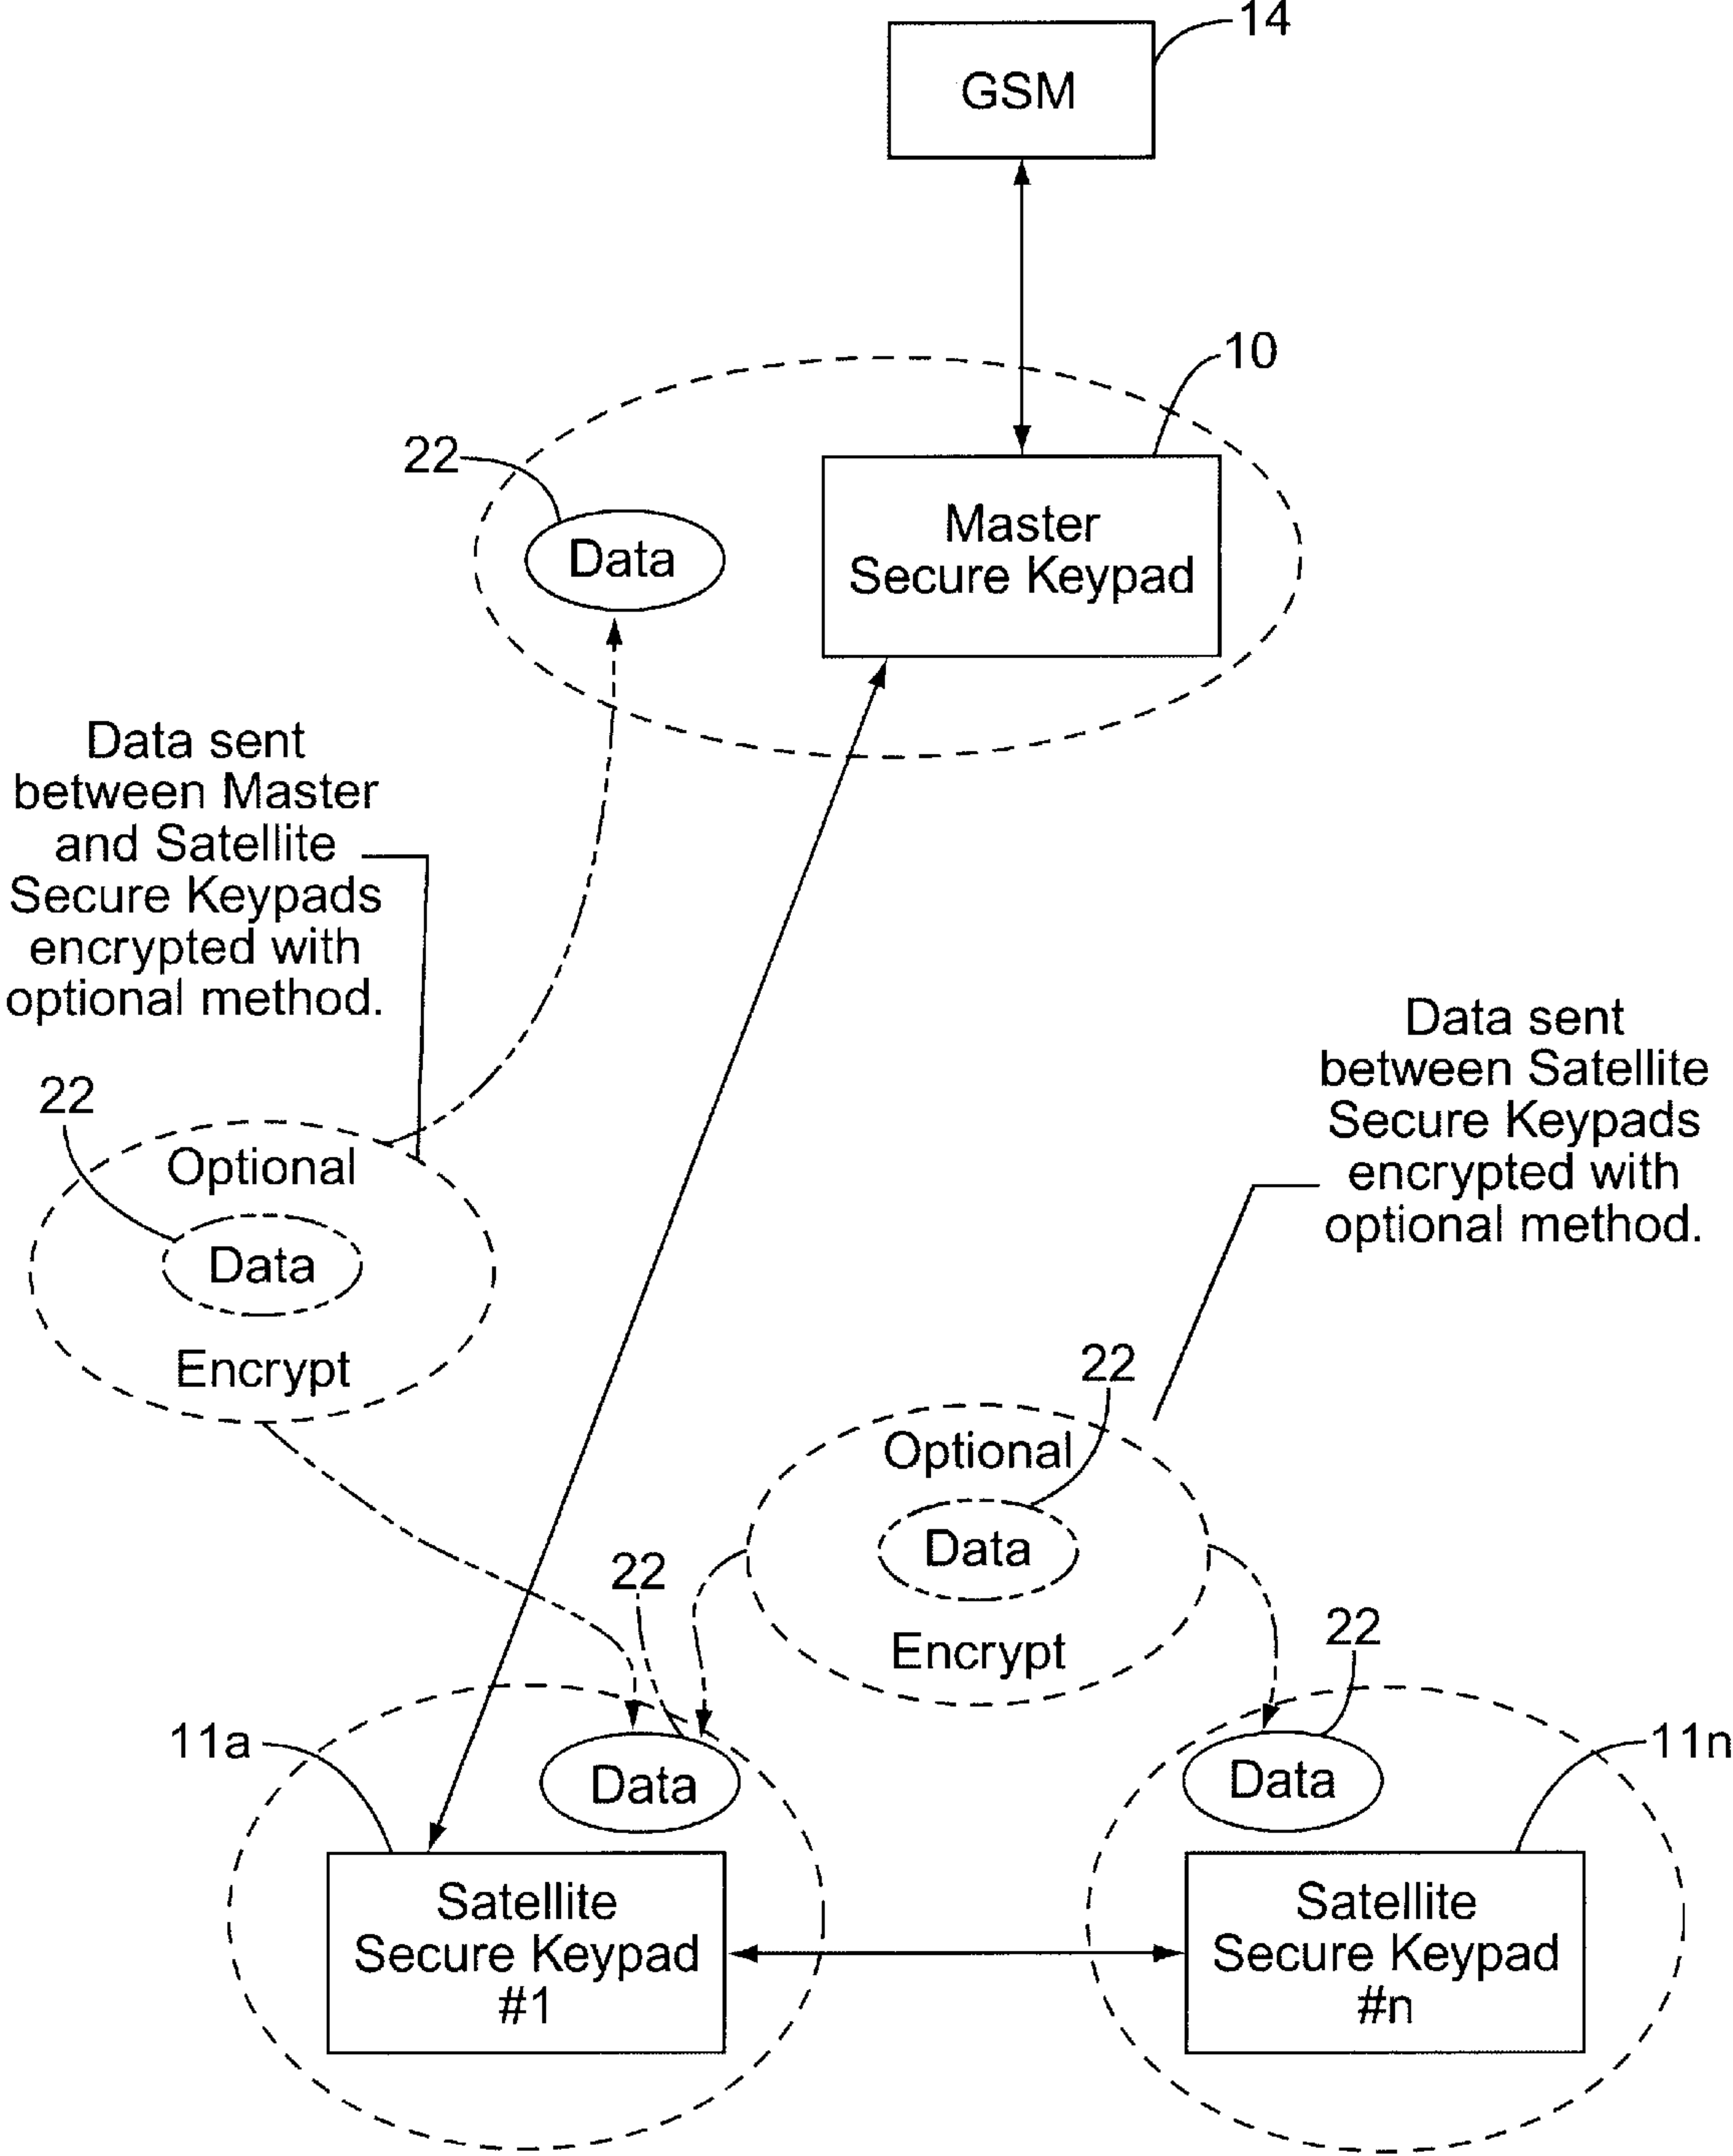 14
GSM
10
22
Data
Master
Secure Keypad
Data sent
between Master
and Satellite
Secure Keypads
encrypted with
optional method.
Data sent
between Satellite
Secure Keypads
encrypted with
optional method.
22
Optional
Data
Encrypt
22
Optional
Data
Encrypt
22
22
11a
Data
Data
11n
Satellite
Secure Keypad
#1
Satellite
Secure Keypad
#n